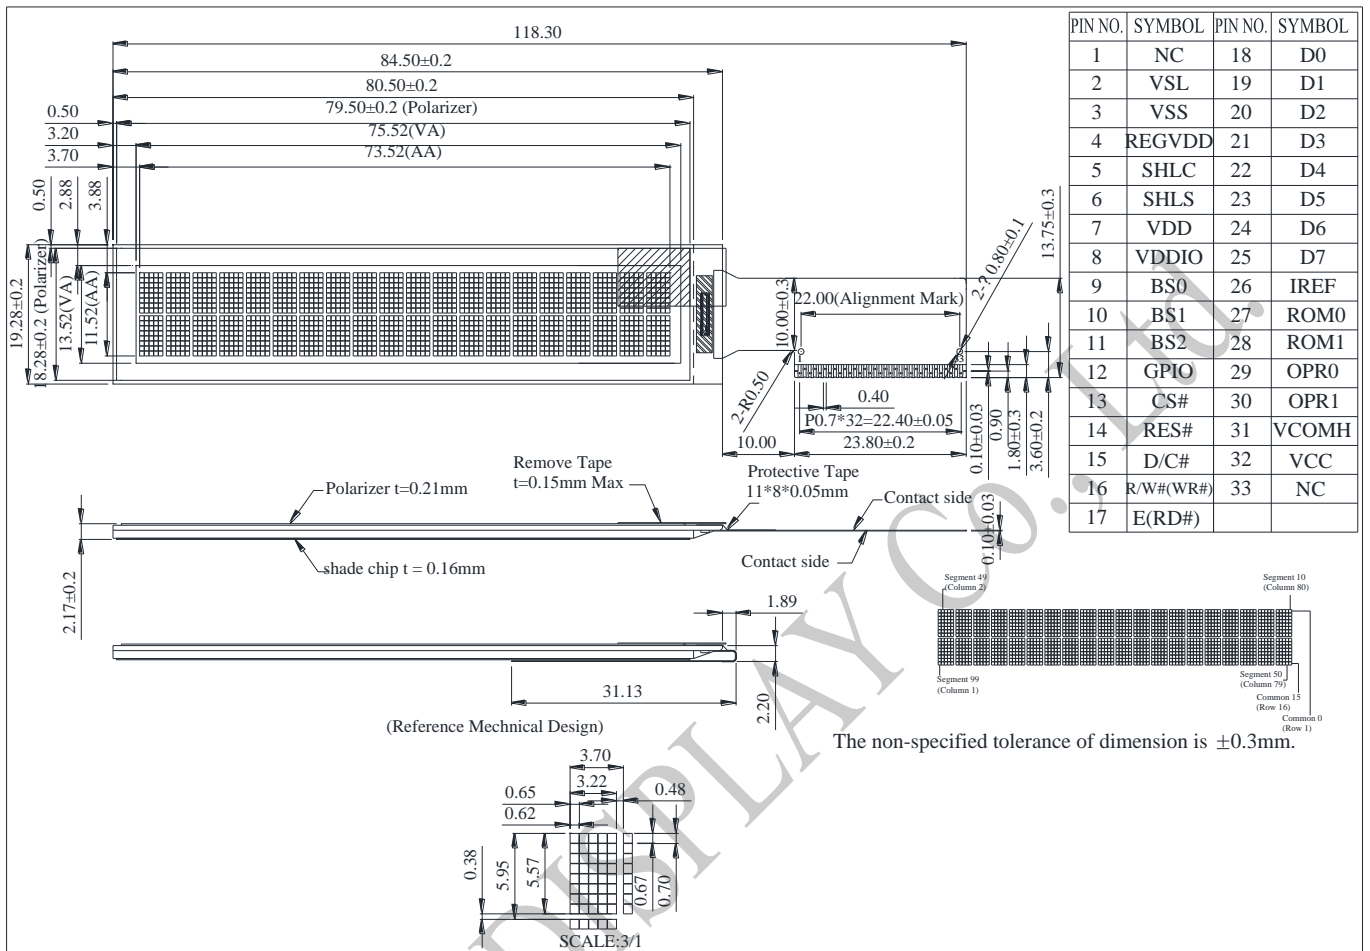 118.30
84.50±0.2
80.50±0.2
79.50±0.2 (Polarizer)
75.52(VA)
73.52(AA)
0.50
3.20
3.70
0.50
2.88
3.88
19.28±0.2
18.28±0.2 (Polarizer)
13.52(VA)
11.52(AA)
10.00±0.3
22.00(Alignment Mark)
2-? 0.80±0.1
13.75±0.3
1
33
2-R0.50
0.40
P0.7*32=22.40±0.05
10.00
23.80±0.2
0.10±0.03
0.90
1.80±0.3
3.60±0.2
PIN NO. SYMBOL PIN NO. SYMBOL
1 NC 18 D0
2 VSL 19 D1
3 VSS 20 D2
4 REGVDD 21 D3
5 SHLC 22 D4
6 SHLS 23 D5
7 VDD 24 D6
8 VDDIO 25 D7
9 BS0 26 IREF
10 BS1 27 ROM0
11 BS2 28 ROM1
12 GPIO 29 OPR0
13 CS# 30 OPR1
14 RES# 31 VCOMH
15 D/C# 32 VCC
16 R/W#(WR#) 33 NC
17 E(RD#)
Polarizer t=0.21mm
Remove Tape
t=0.15mm Max
Protective Tape
11*8*0.05mm
Contact side
Contact side
shade chip t = 0.16mm
2.17±0.2
0.10±0.03
1.89
31.13
2.20
(Reference Mechnical Design)
Segment 49
(Column 2)
Segment 10
(Column 80)
Segment 99
(Column 1)
Segment 50
(Column 79)
Common 15
(Row 16)
Common 0
(Row 1)
The non-specified tolerance of dimension is ±0.3mm.
3.70
3.22
0.65
0.48
0.62
0.38
5.95
5.57
0.67
0.70
SCALE:3/1
DISPLAY Co., Ltd.